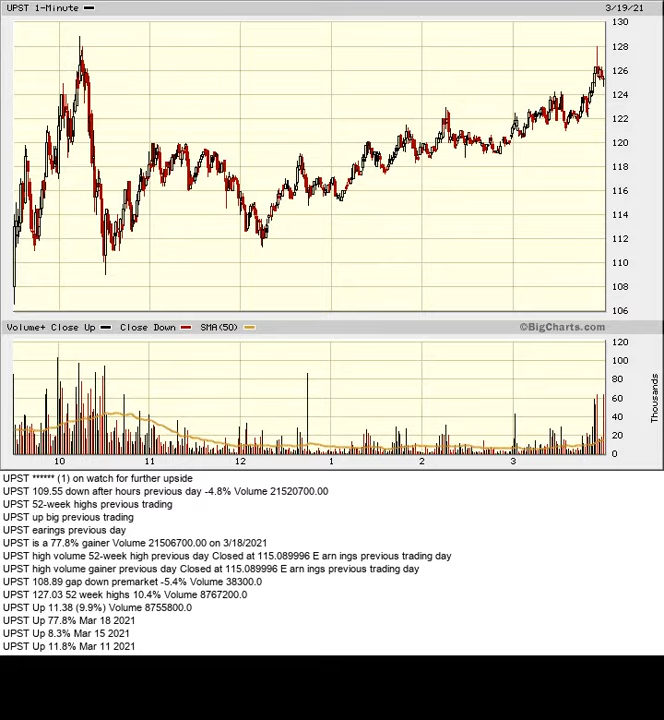 UPST 1-Minute 3/19/21
130
128
126
124
122
120
118
116
114
112
110
108
106
Volume+ Close Up Close Down SMA(50) ©BigCharts.com
120
100
80
60
40
20
0
Thousands
10 11 12 1 2 3
UPST ****** (1) on watch for further upside
UPST 109.55 down after hours previous day -4.8% Volume 21520700.00
UPST 52-week highs previous trading
UPST up big previous trading
UPST earings previous day
UPST is a 77.8% gainer Volume 21506700.00 on 3/18/2021
UPST high volume 52-week high previous day Closed at 115.089996 E arn ings previous trading day
UPST high volume gainer previous day Closed at 115.089996 E arn ings previous trading day
UPST 108.89 gap down premarket -5.4% Volume 38300.0
UPST 127.03 52 week highs 10.4% Volume 8767200.0
UPST Up 11.38 (9.9%) Volume 8755800.0
UPST Up 77.8% Mar 18 2021
UPST Up 8.3% Mar 15 2021
UPST Up 11.8% Mar 11 2021